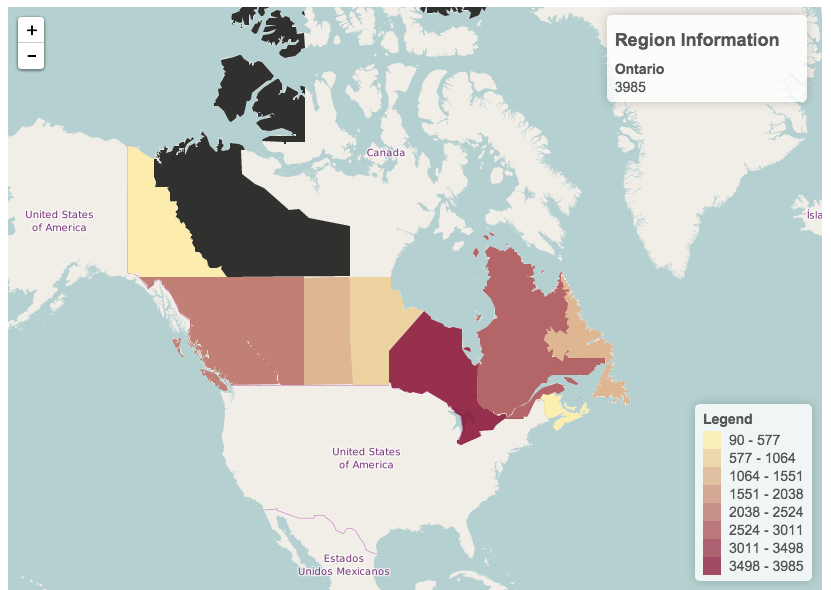 +
−
Region Information
Ontario
3985
Canada
United States
of America
Ísla
United States
of America
Estados
Unidos Mexicanos
Legend
90 - 577
577 - 1064
1064 - 1551
1551 - 2038
2038 - 2524
2524 - 3011
3011 - 3498
3498 - 3985